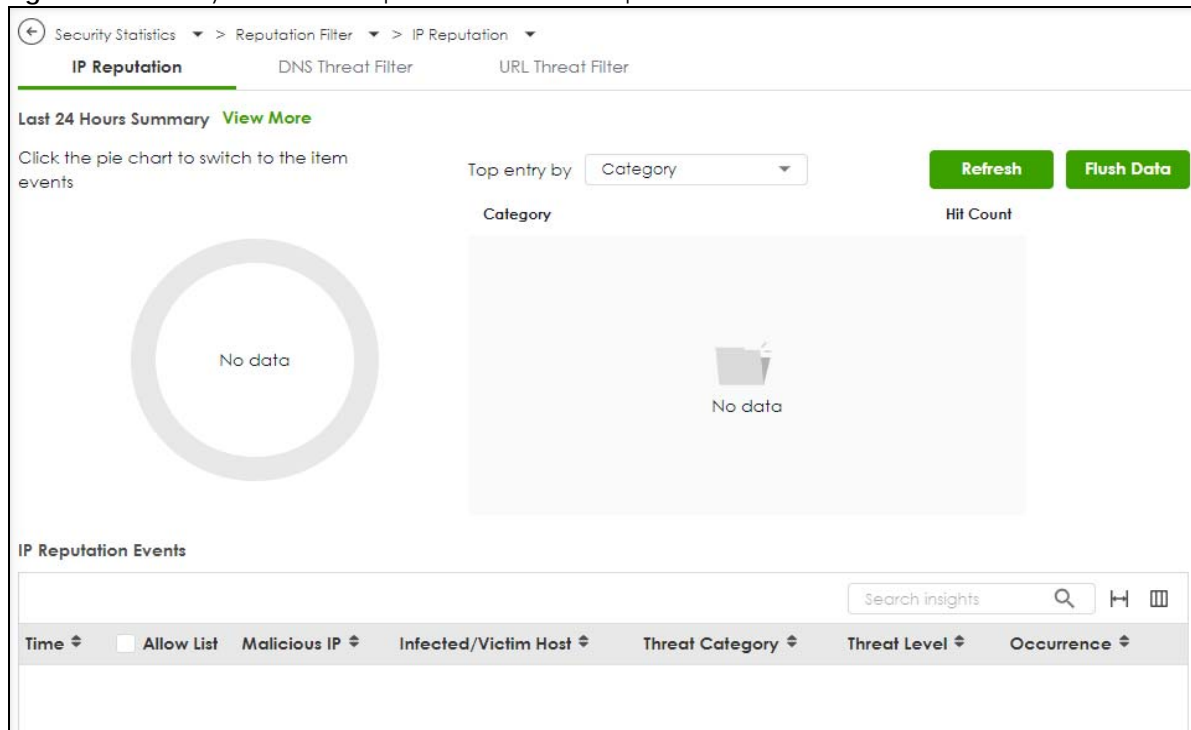 Security Statistics > Reputation Filter > IP Reputation
IP Reputation DNS Threat Filter URL Threat Filter
Last 24 Hours Summary View More
Click the pie chart to switch to the item
events
Top entry by Category Refresh Flush Data
Category Hit Count
No data
No data
IP Reputation Events
Search insights
Time Allow List Malicious IP Infected/Victim Host Threat Category Threat Level Occurrence